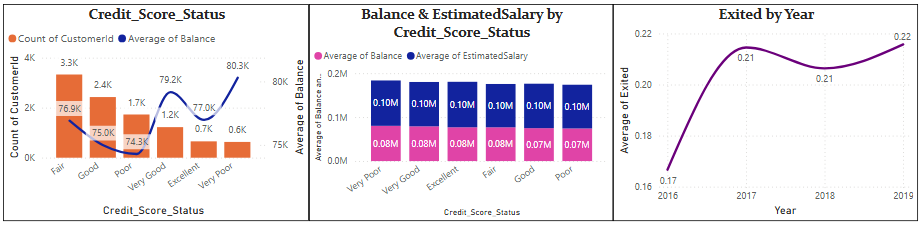 Credit_Score_Status
Count of CustomerId Average of Balance
Count of CustomerId
4K
2K
0K
3.3K
2.4K
1.7K
1.2K
0.7K
0.6K
76.9K
75.0K
74.3K
79.2K
77.0K
80.3K
80K
75K
Average of Balance
Fair
Good
Poor
Very Good
Excellent
Very Poor
Credit_Score_Status
Balance & EstimatedSalary by
Credit_Score_Status
Average of Balance Average of EstimatedSalary
Average of Balance an...
0.2M
0.1M
0.0M
0.10M 0.10M 0.10M 0.10M 0.10M 0.10M
0.08M 0.08M 0.08M 0.08M 0.07M 0.07M
Very Poor
Very Good
Excellent
Fair
Good
Poor
Credit_Score_Status
Exited by Year
Average of Exited
0.22
0.20
0.18
0.16
0.17
0.21
0.21
0.22
2016 2017 2018 2019
Year